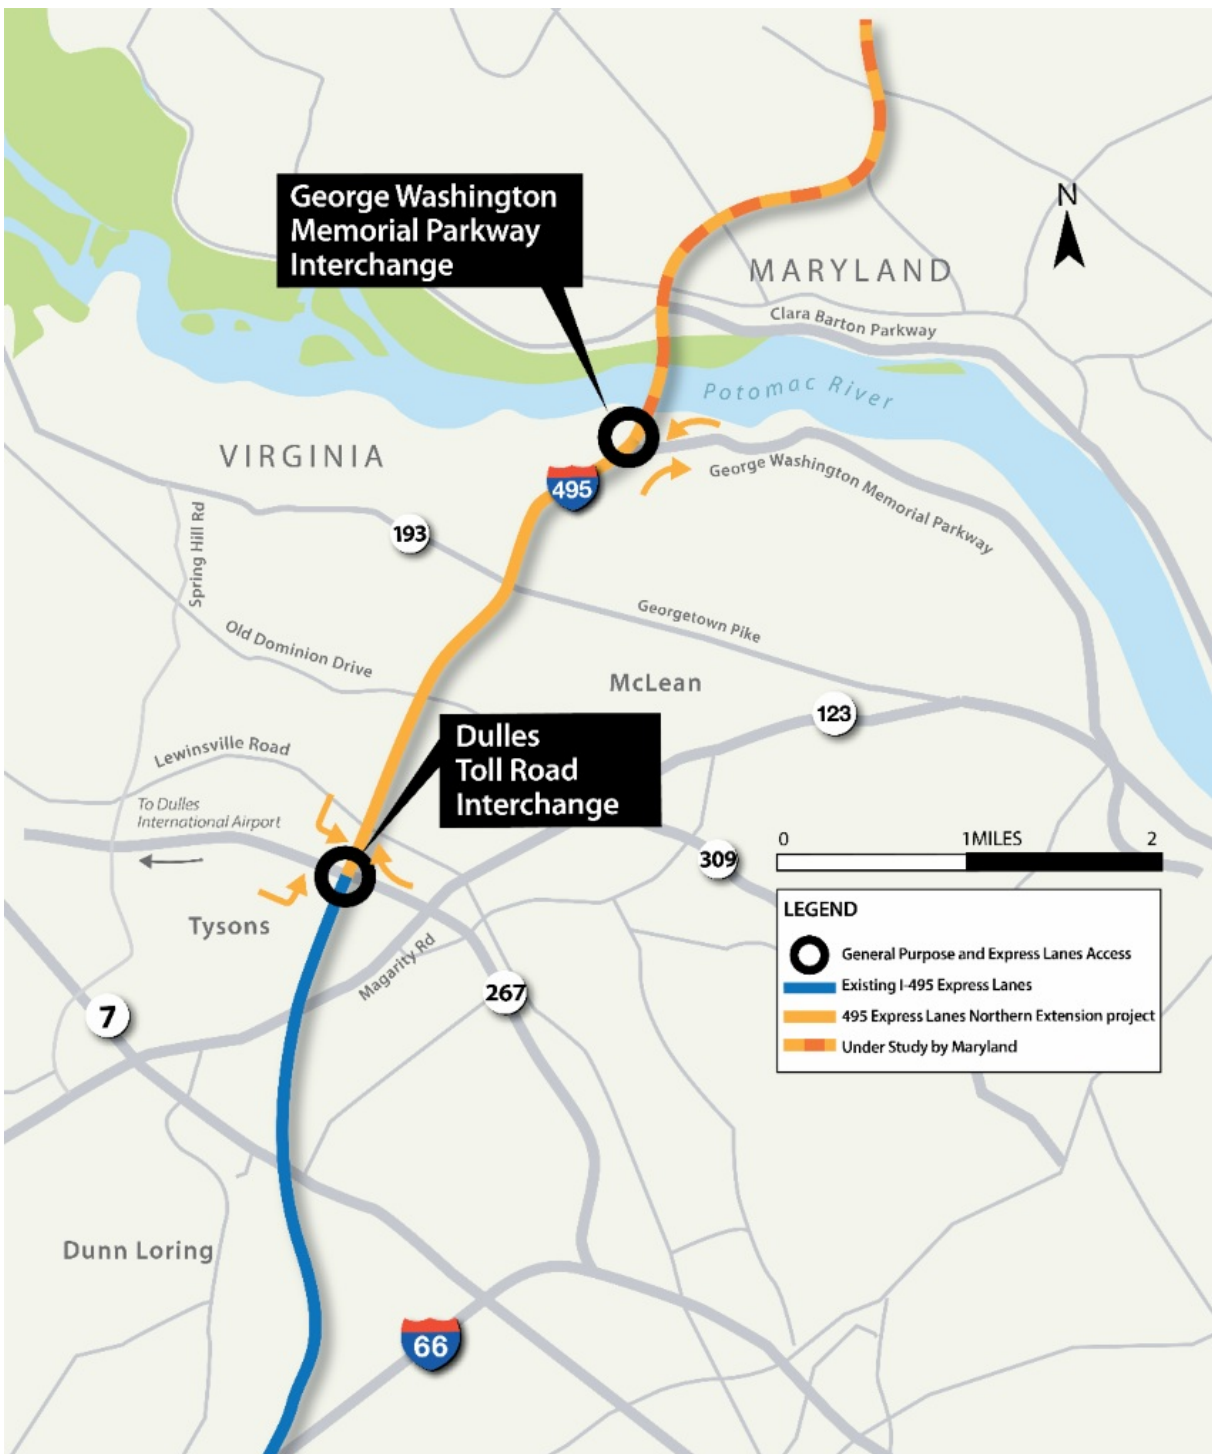 George Washington
Memorial Parkway
Interchange
N
MARYLAND
Clara Barton Parkway
Potomac River
VIRGINIA
495
George Washington Memorial Parkway
193
Spring Hill Rd
Georgetown Pike
Old Dominion Drive
McLean
123
Dulles
Toll Road
Interchange
Lewinsville Road
To Dulles
International Airport
0 1MILES 2
309
Tysons
Magarity Rd
267
7
LEGEND
General Purpose and Express Lanes Access
Existing I-495 Express Lanes
495 Express Lanes Northern Extension project
Under Study by Maryland
Dunn Loring
66